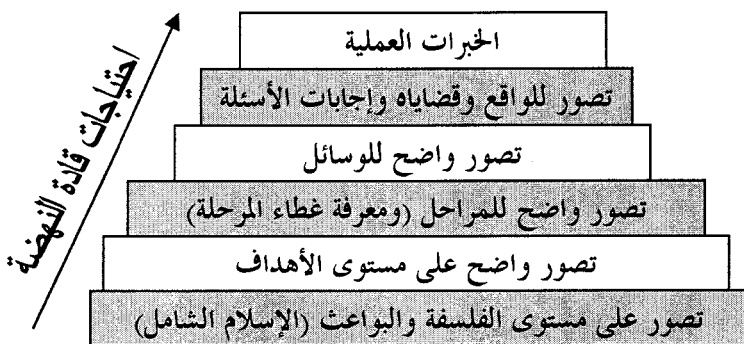 الخبرات العملية
تصور للواقع وقضاياه وإجابات الأسئلة
تصور واضح للوسائل
تصور واضح للمراحل (ومعرفة غطاء المرحلة)
تصور واضح على مستوى الأهداف
تصور على مستوى الفلسفة والبواعث (الإسلام الشامل)
احتياجات قادة النهضة